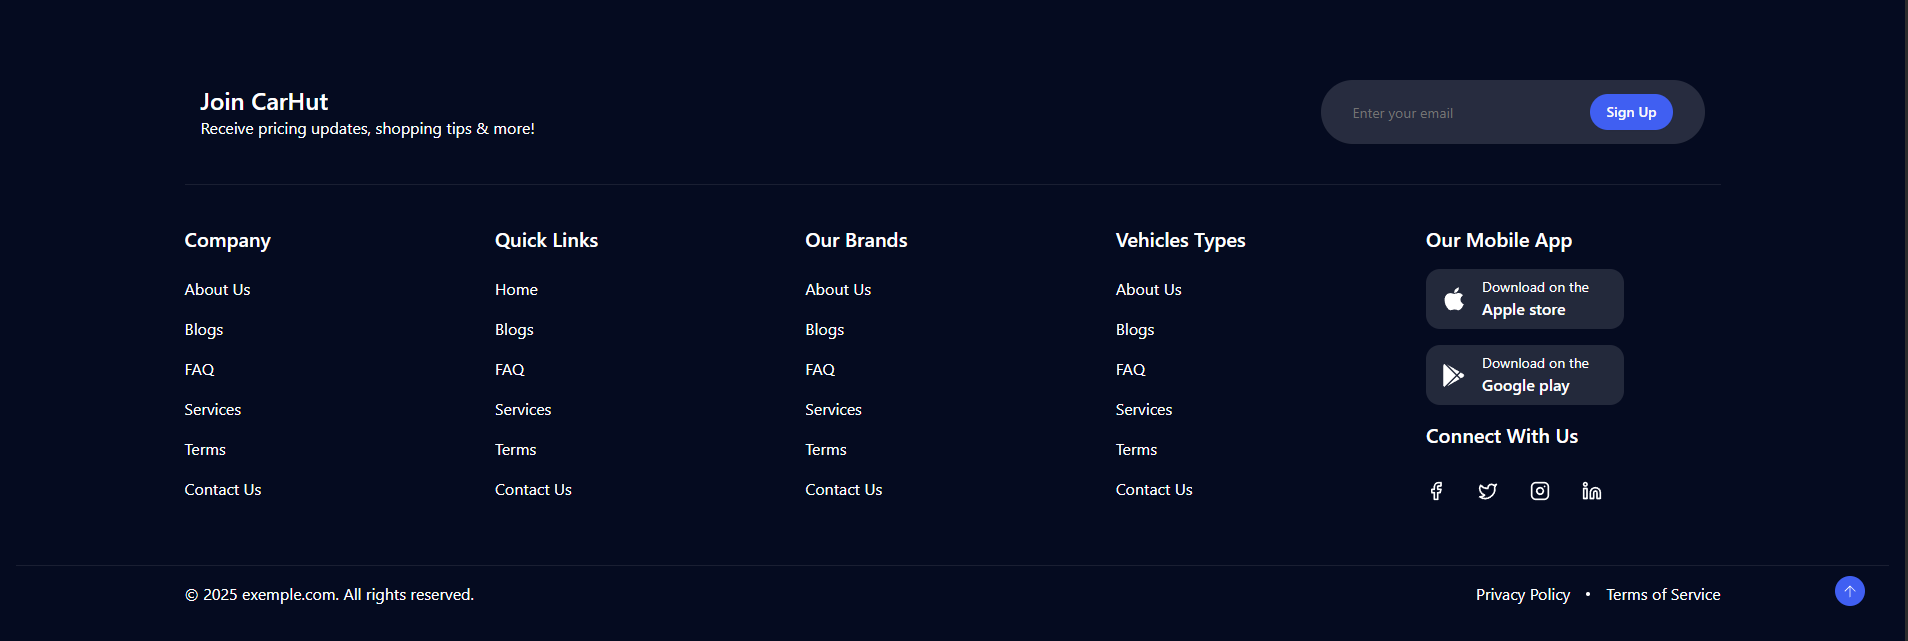 Join CarHut
Receive pricing updates, shopping tips & more!
Enter your email
Sign Up
Company
About Us
Blogs
FAQ
Services
Terms
Contact Us
Quick Links
Home
Blogs
FAQ
Services
Terms
Contact Us
Our Brands
About Us
Blogs
FAQ
Services
Terms
Contact Us
Vehicles Types
About Us
Blogs
FAQ
Services
Terms
Contact Us
Our Mobile App
Download on the
Apple store
Download on the
Google play
Connect With Us
© 2025 exemple.com. All rights reserved.
Privacy Policy • Terms of Service